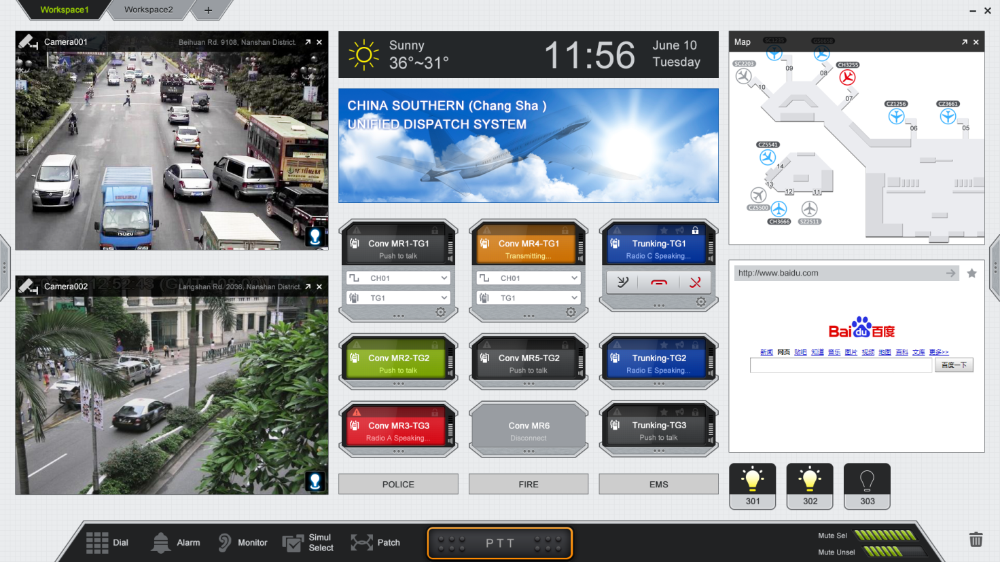 Workspace1
Workspace2
+
Camera001
Beihuan Rd. 9108, Nanshan District.
ISUZU
ISUZU
Camera002
Langshan Rd. 2036, Nanshan District.
Sunny
36°~31°
11:56
June 10
Tuesday
CHINA SOUTHERN (Chang Sha )
UNIFIED DISPATCH SYSTEM
Conv MR1-TG1
Push to talk
CH01
TG1
Conv MR4-TG1
Transmitting...
CH01
TG1
Trunking-TG1
Radio C Speaking...
Conv MR2-TG2
Push to talk
Conv MR5-TG2
Push to talk
Trunking-TG2
Radio E Speaking...
Conv MR3-TG3
Radio A Speaking...
Conv MR6
Disconnect
Trunking-TG3
Push to talk
POLICE
FIRE
EMS
Map
SC2203
CH3255
09
08
10
07
CZ1256
CZ3661
06
05
CZ5541
14
13
12
11
CZ5500
CH3666
SZ2511
http://www.baidu.com
Bai du 百度
新闻 网页 贴吧 知道 音乐 图片 视频 地图 百科 文库 更多>>
百度一下
301
302
303
Dial
Alarm
Monitor
Simul
Select
Patch
PTT
Mute Sel
Mute Unsel